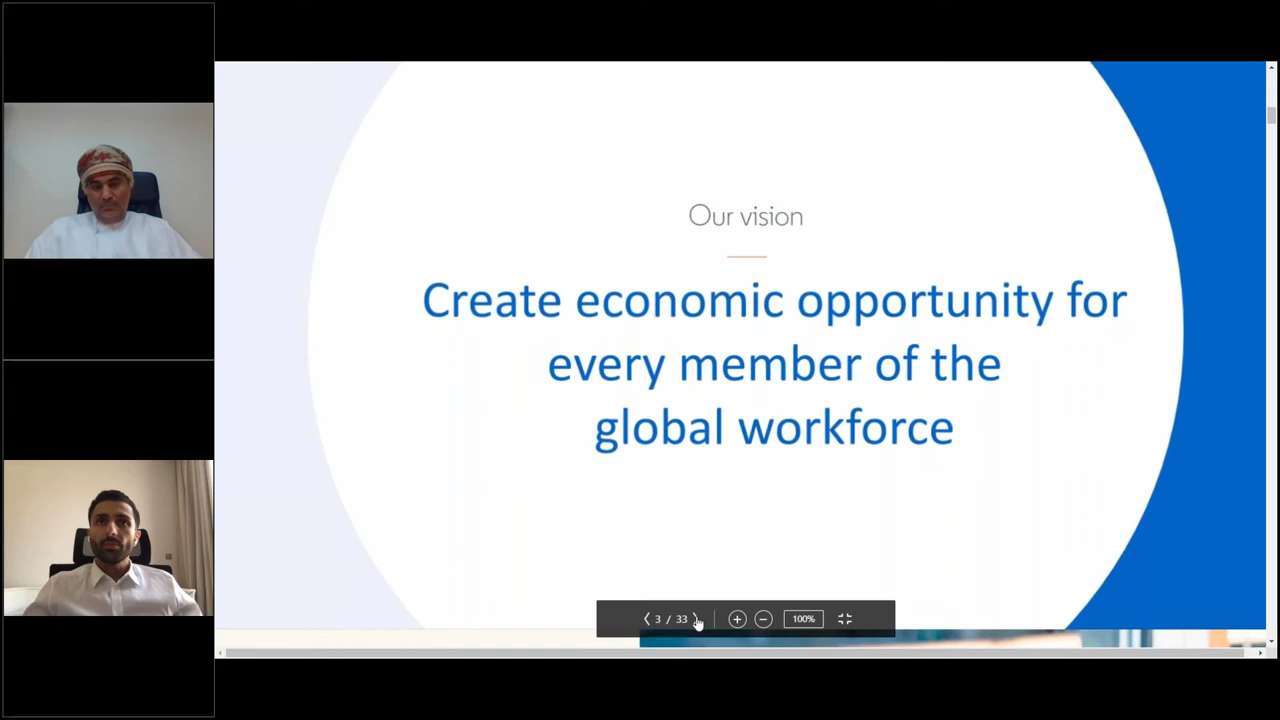 Our vision
Create economic opportunity for
every member of the
global workforce
3 / 33
100%